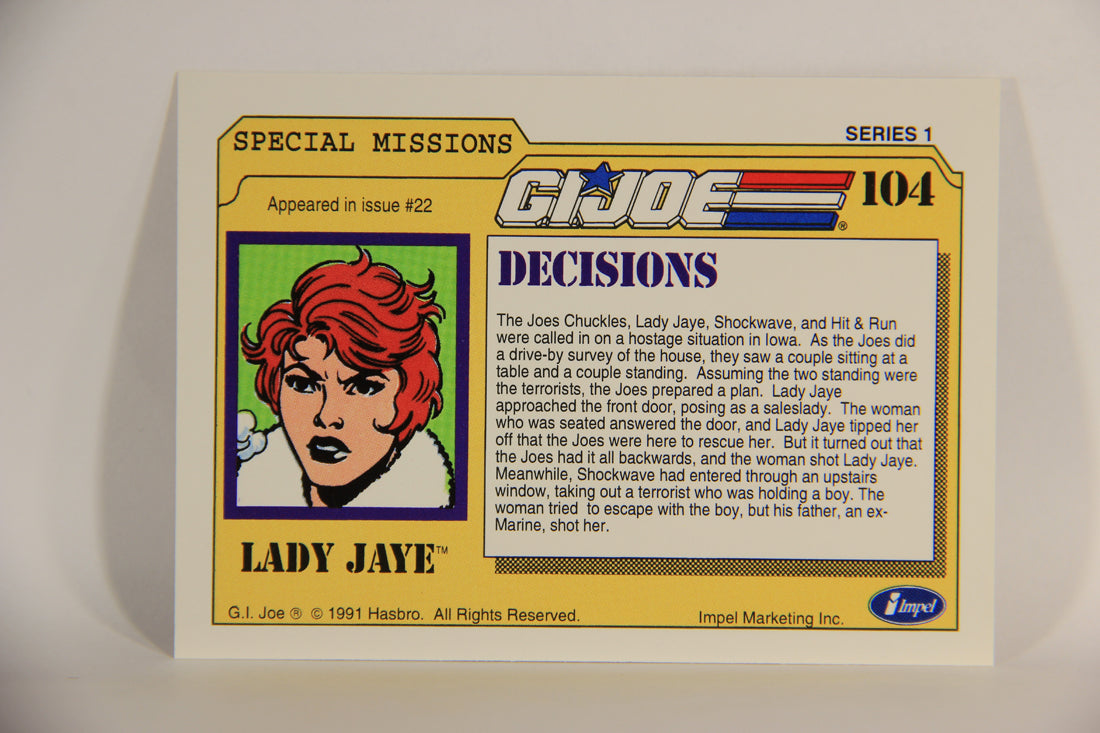 SPECIAL MISSIONS
SERIES 1
Appeared in issue #22
G.I. JOE ®
104
DECISIONS
The Joes Chuckles, Lady Jaye, Shockwave, and Hit & Run
were called in on a hostage situation in Iowa. As the Joes did
a drive-by survey of the house, they saw a couple sitting at a
table and a couple standing. Assuming the two standing were
the terrorists, the Joes prepared a plan. Lady Jaye
approached the front door, posing as a saleslady. The woman
who was seated answered the door, and Lady Jaye tipped her
off that the Joes were here to rescue her. But it turned out that
the Joes had it all backwards, and the woman shot Lady Jaye.
Meanwhile, Shockwave had entered through an upstairs
window, taking out a terrorist who was holding a boy. The
woman tried to escape with the boy, but his father, an ex-
Marine, shot her.
LADY JAYE™
G.I. Joe ® © 1991 Hasbro. All Rights Reserved.
Impel Marketing Inc.
Impel